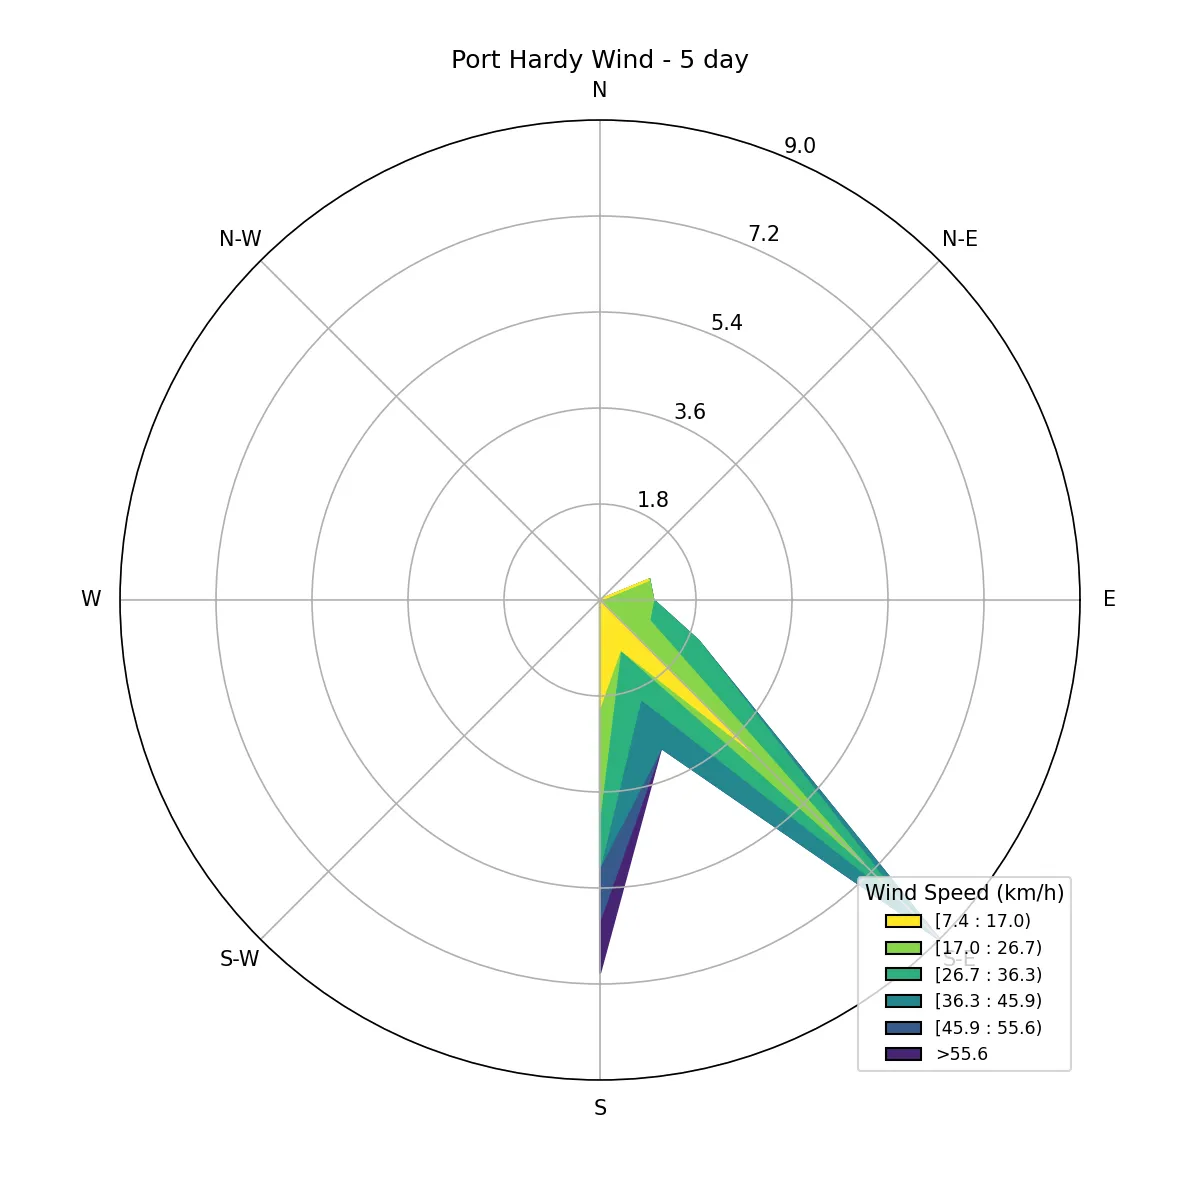 Port Hardy Wind - 5 day
N
9.0
N-W
N-E
7.2
5.4
3.6
1.8
W
E
S-W
S-E
S
Wind Speed (km/h)
[7.4 : 17.0)
[17.0 : 26.7)
[26.7 : 36.3)
[36.3 : 45.9)
[45.9 : 55.6)
>55.6